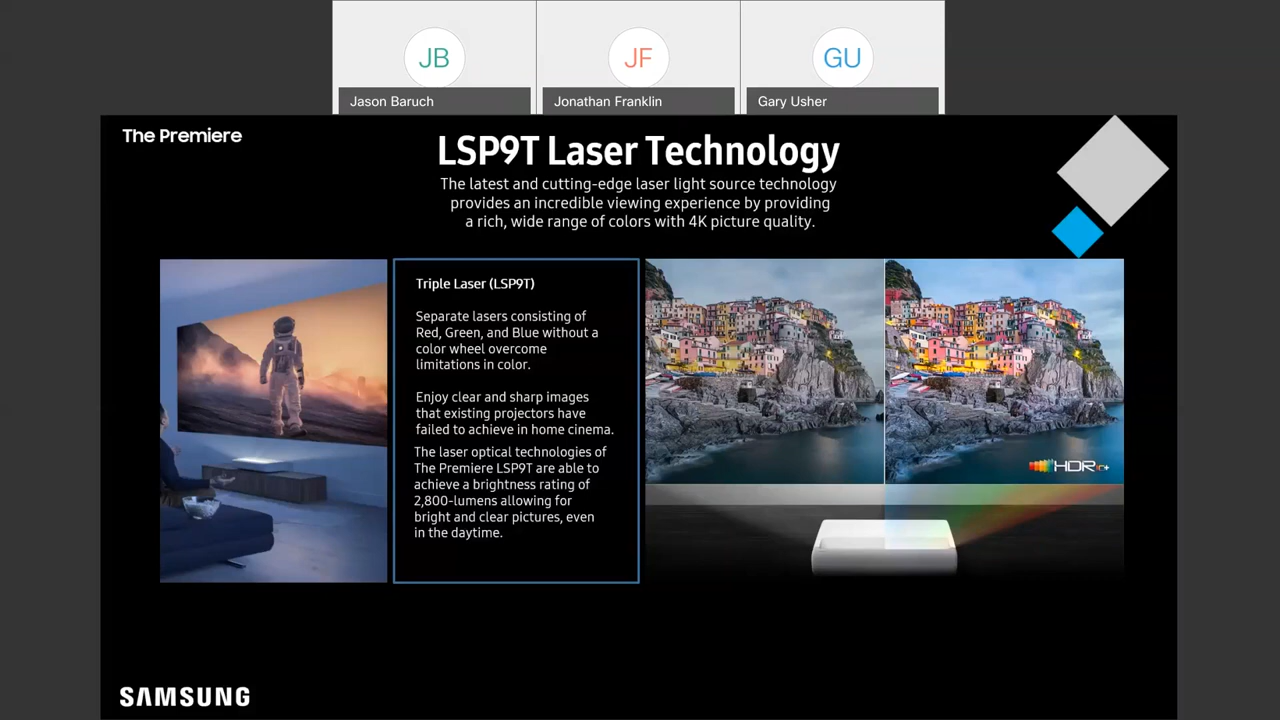 JB
JF
GU
Jason Baruch
Jonathan Franklin
Gary Usher
The Premiere
LSP9T Laser Technology
The latest and cutting-edge laser light source technology
provides an incredible viewing experience by providing
a rich, wide range of colors with 4K picture quality.
Triple Laser (LSP9T)
Separate lasers consisting of
Red, Green, and Blue without a
color wheel overcome
limitations in color.
Enjoy clear and sharp images
that existing projectors have
failed to achieve in home cinema.
The laser optical technologies of
The Premiere LSP9T are able to
achieve a brightness rating of
2,800-lumens allowing for
bright and clear pictures, even
in the daytime.
HDR10+
SAMSUNG